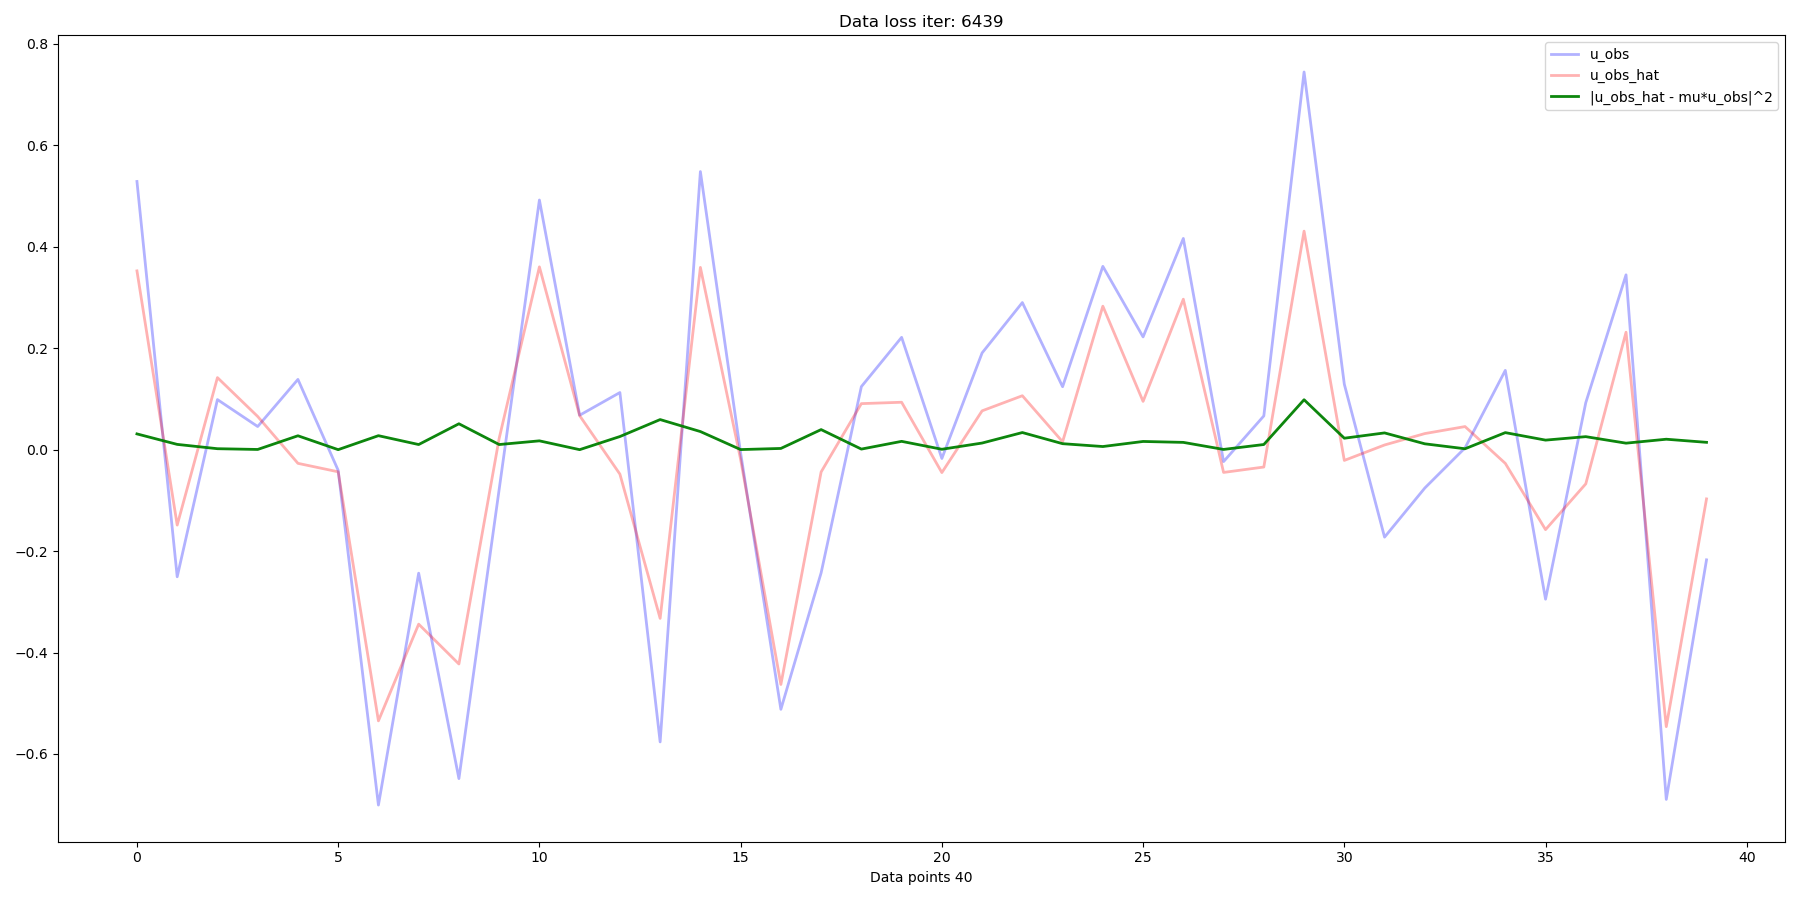 Data loss iter: 6439
u_obs
u_obs_hat
|u_obs_hat - mu*u_obs|^2
0.8
0.6
0.4
0.2
0.0
−0.2
−0.4
−0.6
0 5 10 15 20 25 30 35 40
Data points 40